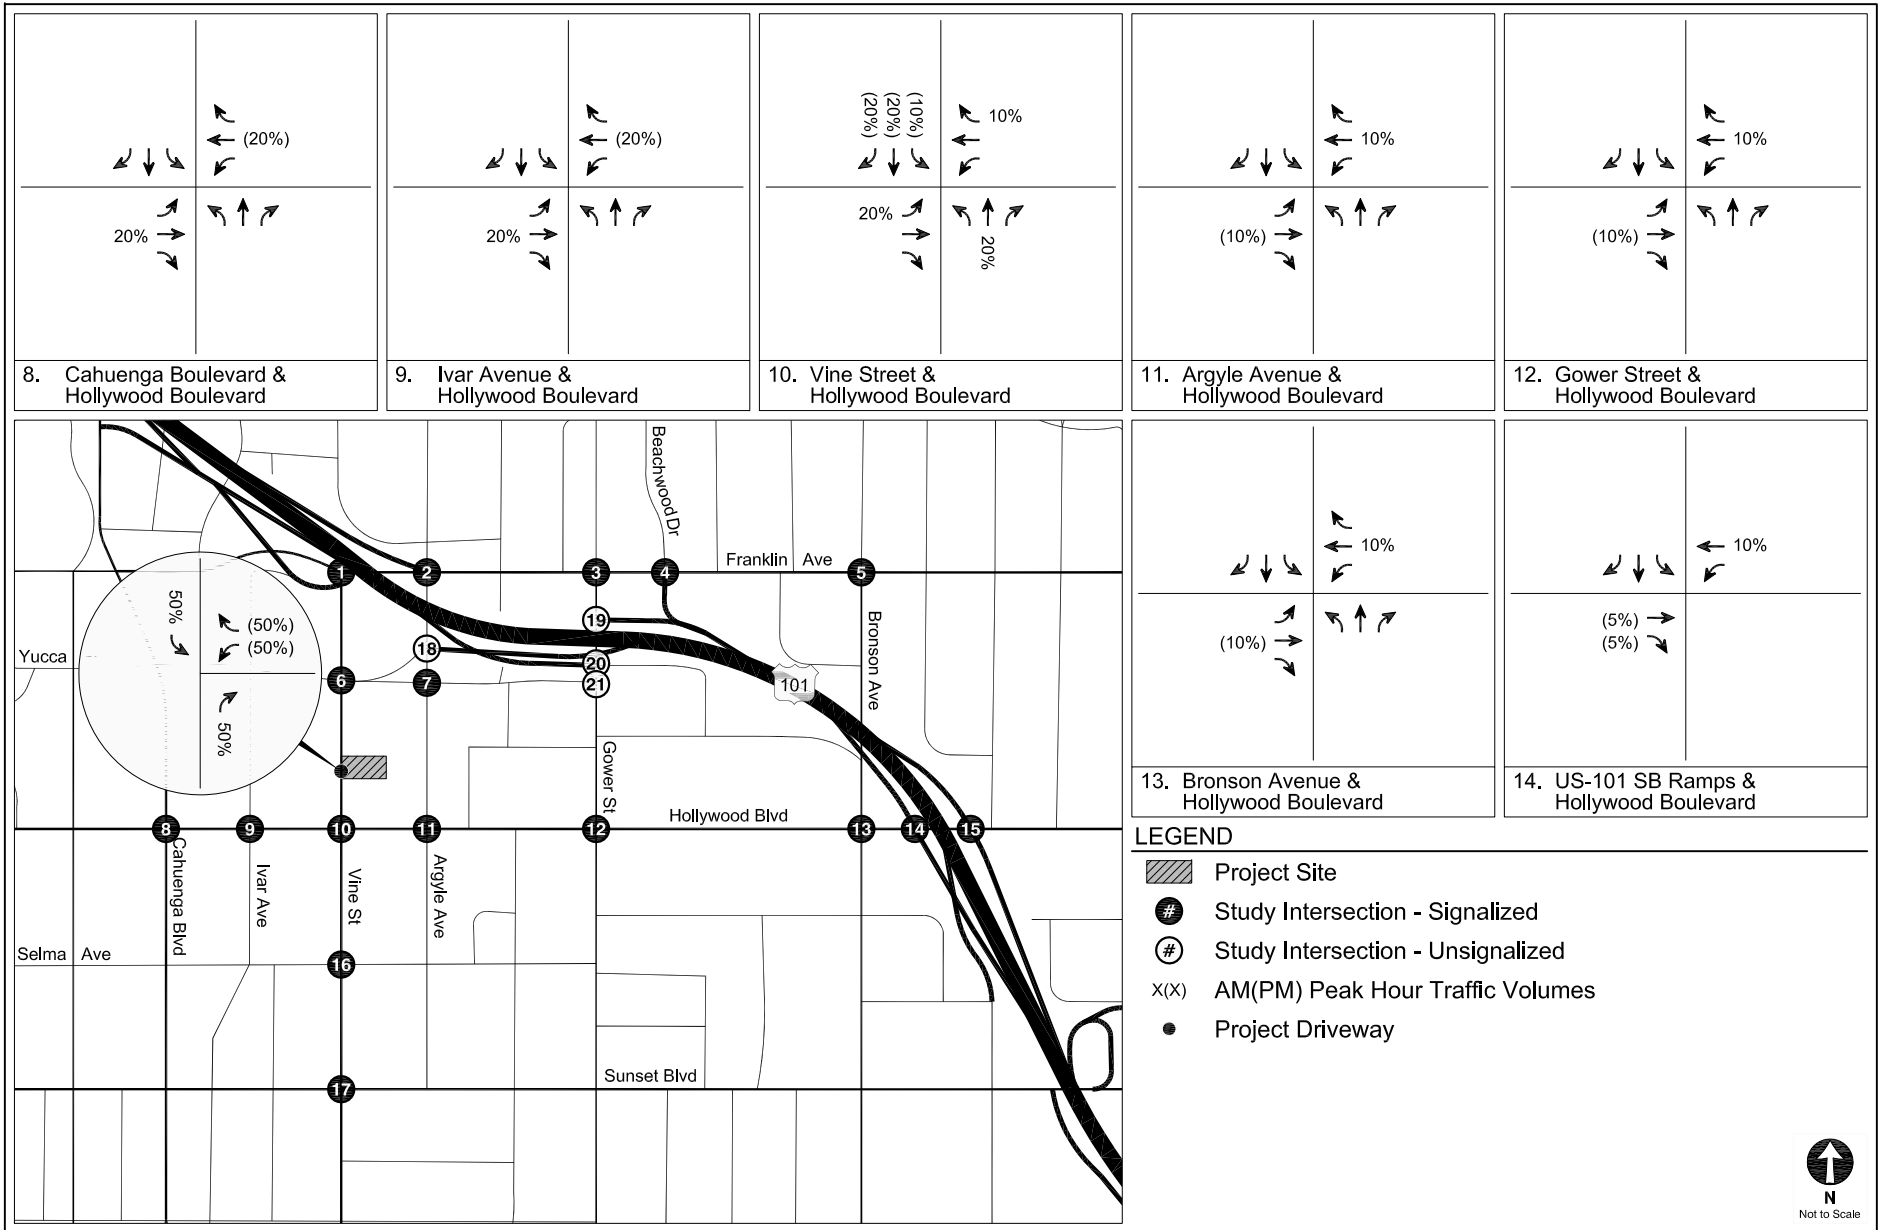 (20%)
20%
8. Cahuenga Boulevard &
Hollywood Boulevard
(20%)
20%
9. Ivar Avenue &
Hollywood Boulevard
(20%)
(20%)
(10%)
10%
20%
20%
10. Vine Street &
Hollywood Boulevard
10%
(10%)
11. Argyle Avenue &
Hollywood Boulevard
10%
(10%)
12. Gower Street &
Hollywood Boulevard
Beachwood Dr
Franklin Ave
1
2
3
4
5
50%
(50%)
(50%)
50%
19
18
20
21
Yucca
6
7
101
Bronson Ave
Gower St
Hollywood Blvd
8
9
10
11
12
13
14
15
Cahuenga Blvd
Ivar Ave
Vine St
Argyle Ave
Selma Ave
16
17
Sunset Blvd
10%
(10%)
13. Bronson Avenue &
Hollywood Boulevard
10%
(5%)
(5%)
14. US-101 SB Ramps &
Hollywood Boulevard
LEGEND
Project Site
# Study Intersection - Signalized
# Study Intersection - Unsignalized
X(X) AM(PM) Peak Hour Traffic Volumes
Project Driveway
N
Not to Scale